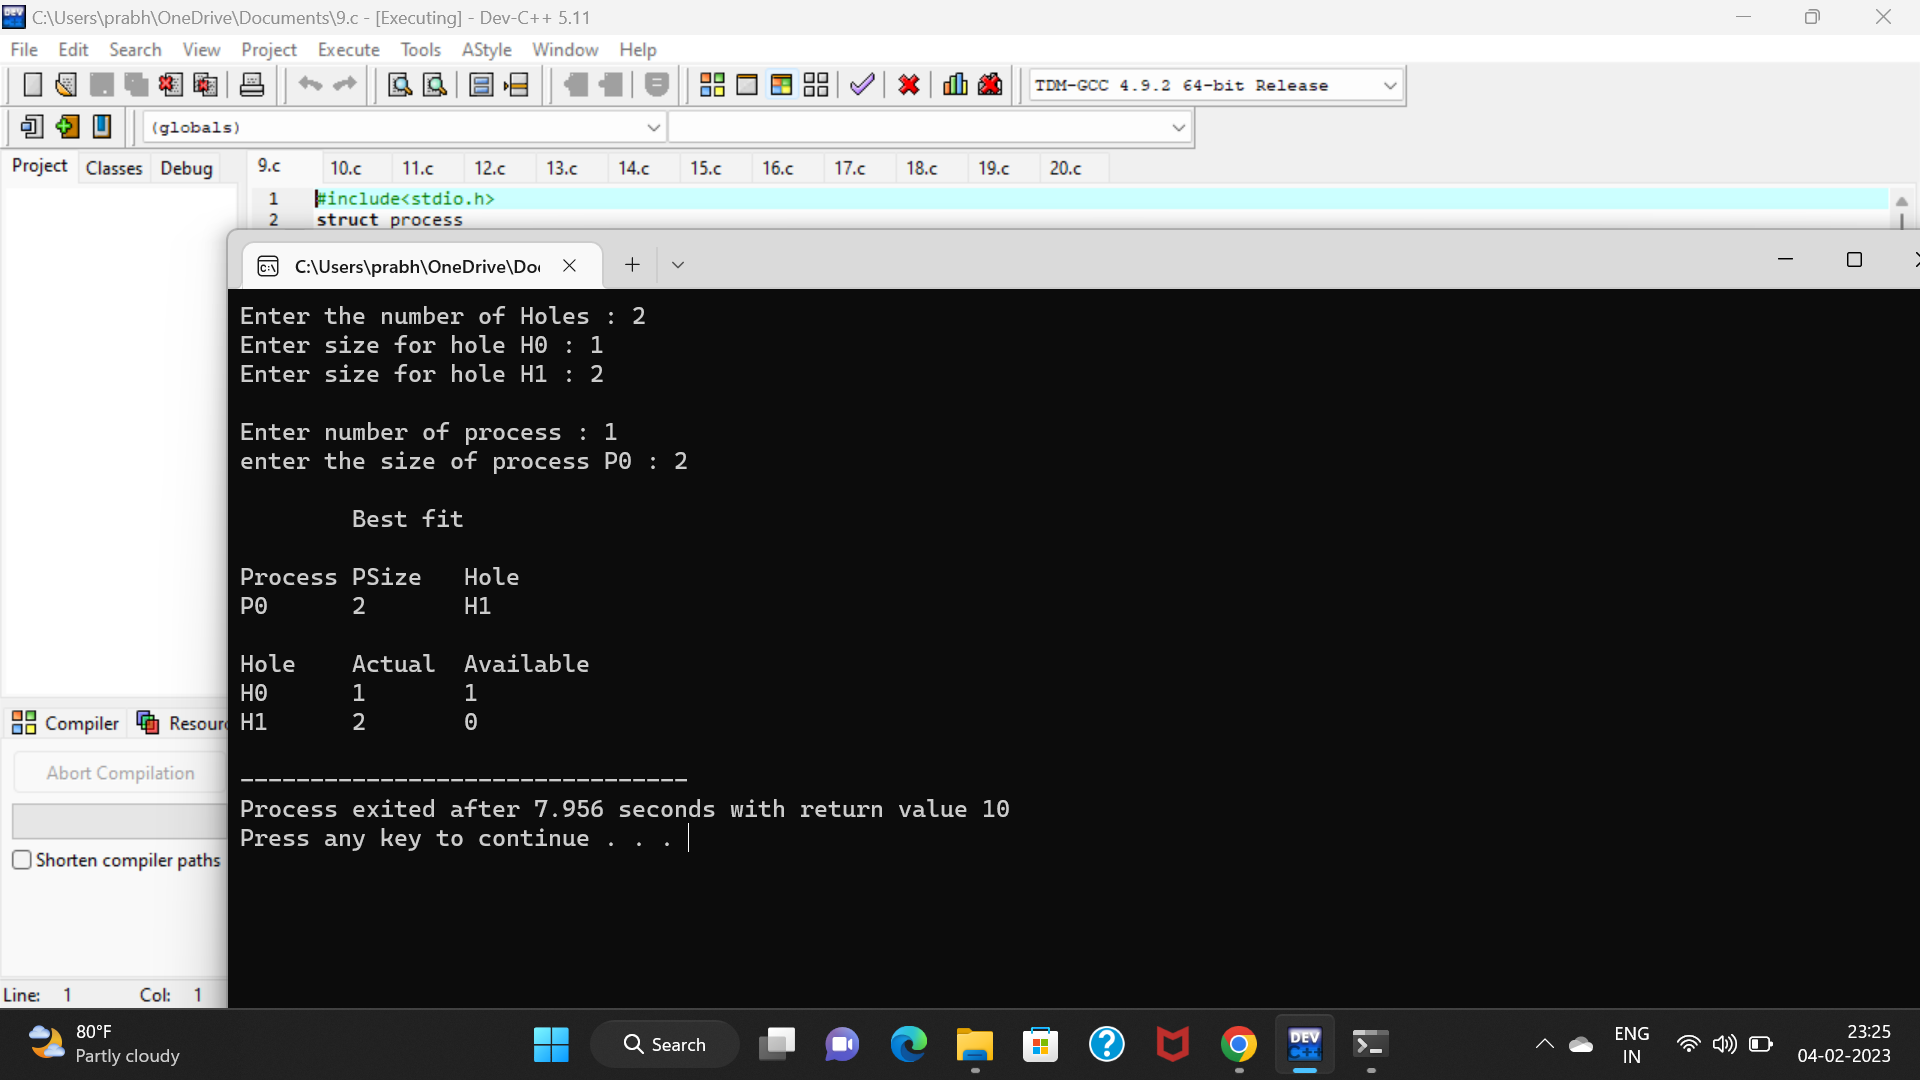 C:\Users\prabh\OneDrive\Documents\9.c - [Executing] - Dev-C++ 5.11
File Edit Search View Project Execute Tools AStyle Window Help
TDM-GCC 4.9.2 64-bit Release
(globals)
Project Classes Debug
9.c 10.c 11.c 12.c 13.c 14.c 15.c 16.c 17.c 18.c 19.c 20.c
1 #include<stdio.h>
2 struct process
C:\Users\prabh\OneDrive\Do
Enter the number of Holes : 2
Enter size for hole H0 : 1
Enter size for hole H1 : 2
Enter number of process : 1
enter the size of process P0 : 2
Best fit
Process PSize Hole
P0 2 H1
Hole Actual Available
H0 1 1
H1 2 0
--------------------------------
Process exited after 7.956 seconds with return value 10
Press any key to continue . . .
Compiler Resour
Abort Compilation
Shorten compiler paths
Line: 1 Col: 1
80°F
Partly cloudy
Search
DEV
C++
ENG
IN
23:25
04-02-2023